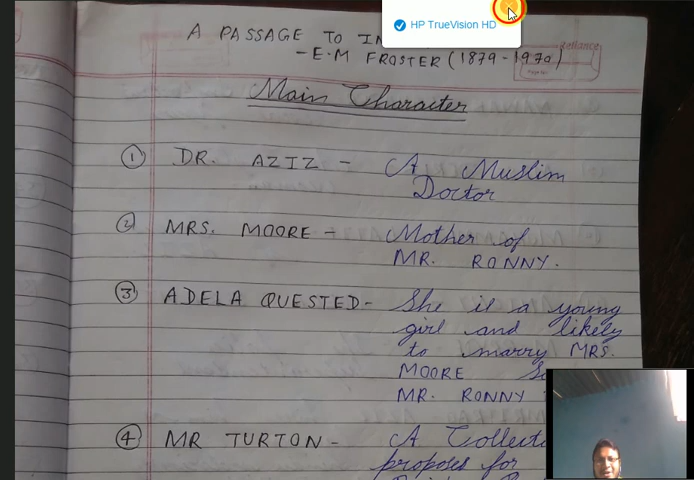 HP TrueVision HD
A PASSAGE TO IN
- E.M FROSTER (1879-1970)
Reliance
Main Character
① DR. AZIZ - A Muslim
Doctor
② MRS. MOORE - Mother of
MR. RONNY.
③ ADELA QUESTED - She is a young
girl and likely
to marry MRS.
MOORE
MR. RONNY
④ MR TURTON - A Collect
proposes for